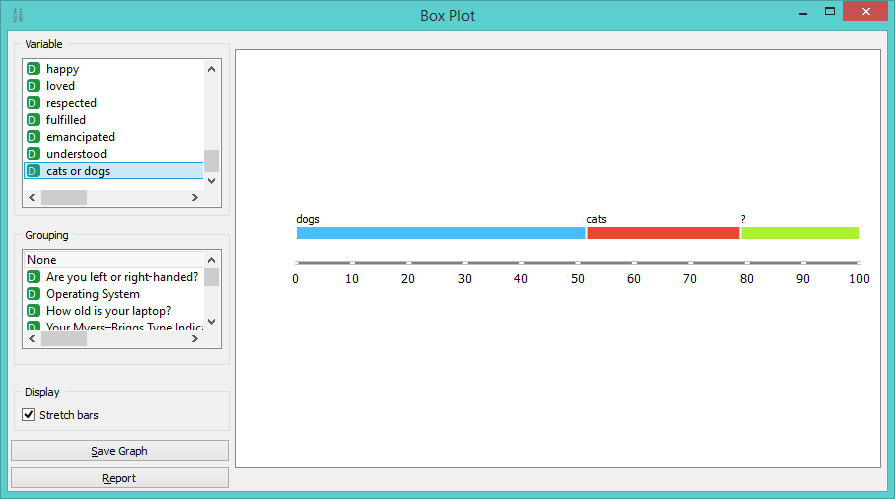 Box Plot
Variable
D happy
D loved
D respected
D fulfilled
D emancipated
D understood
D cats or dogs
Grouping
None
D Are you left or right-handed?
D Operating System
D How old is your laptop?
D Your Myers-Briggs Type Indica
Display
Stretch bars
Save Graph
Report
dogs cats ?
0 10 20 30 40 50 60 70 80 90 100